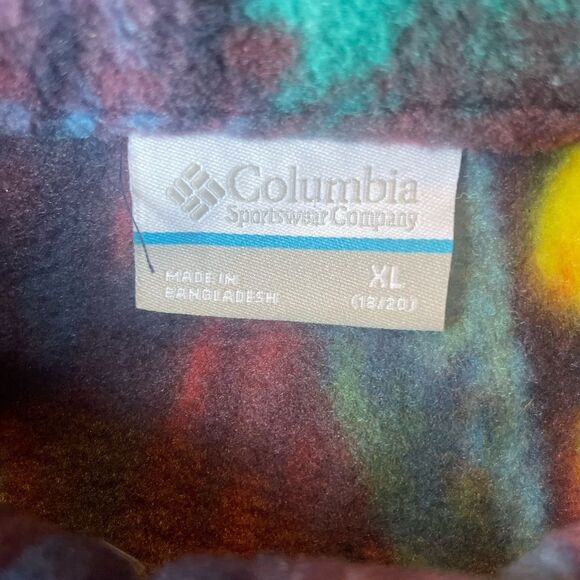 Columbia
Sportswear Company
MADE IN
BANGLADESH
XL
(18/20)